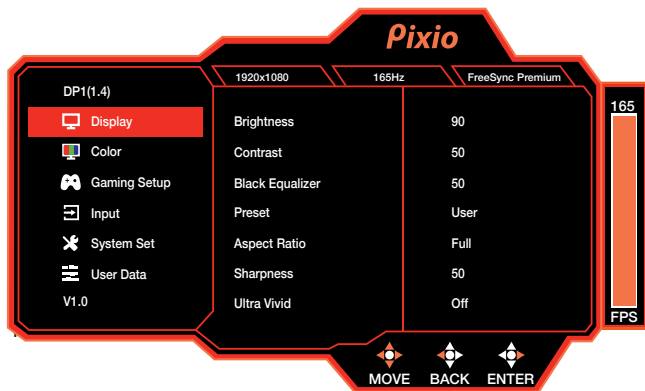 Pixio
1920x1080 165Hz FreeSync Premium
DP1(1.4)
Display
Color
Gaming Setup
Input
System Set
User Data
V1.0
Brightness 90
Contrast 50
Black Equalizer 50
Preset User
Aspect Ratio Full
Sharpness 50
Ultra Vivid Off
165
FPS
MOVE BACK ENTER